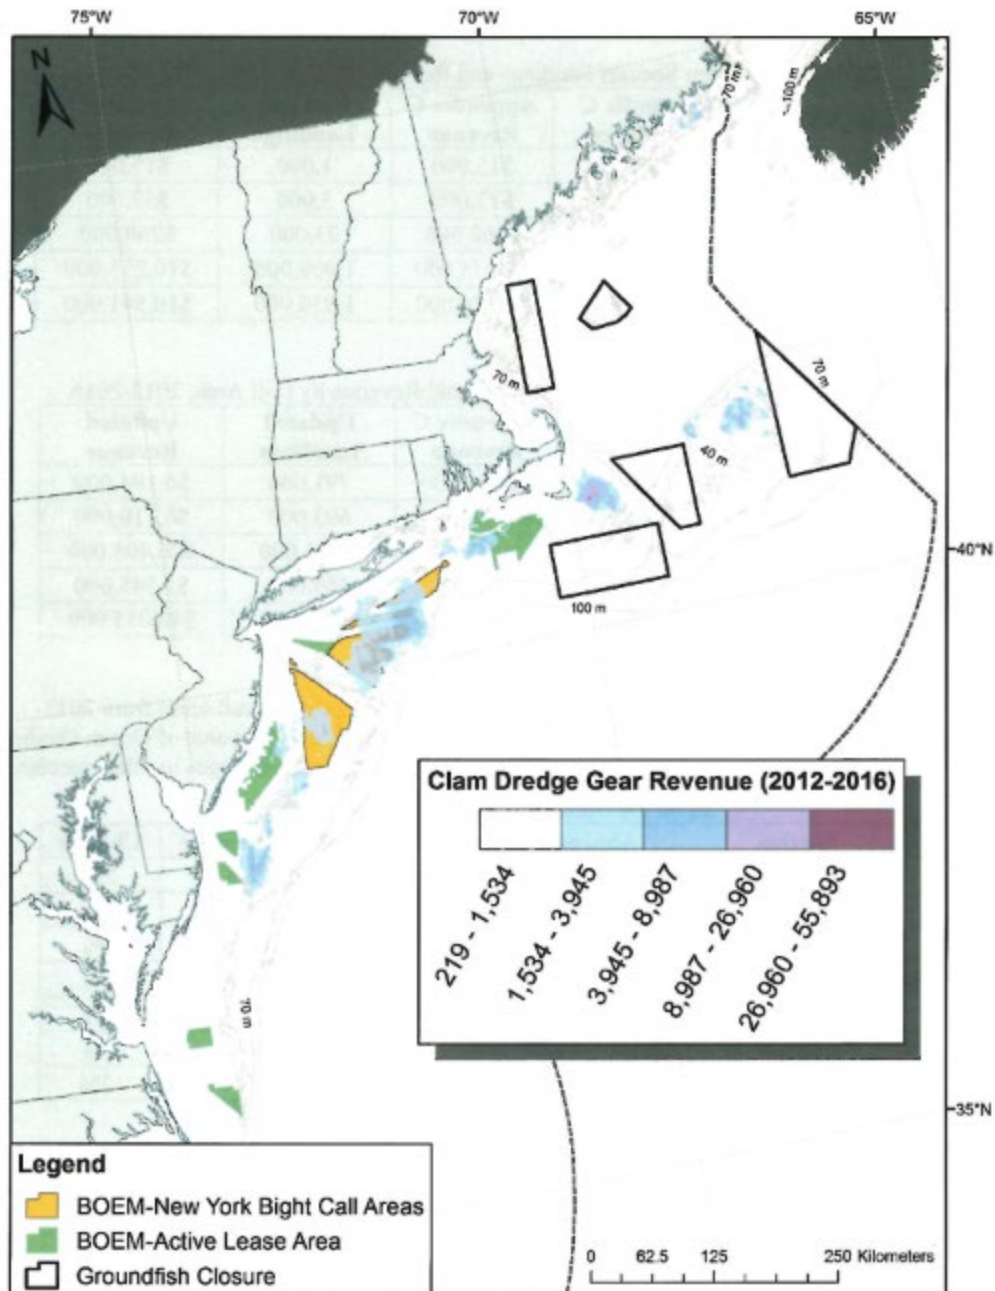 75°W
70°W
65°W
N
70 m
100 m
70 m
70 m
40 m
40°N
100 m
Clam Dredge Gear Revenue (2012-2016)
219 - 1,534
1,534 - 3,945
3,945 - 8,987
8,987 - 26,960
26,960 - 55,893
70 m
35°N
Legend
BOEM-New York Bight Call Areas
BOEM-Active Lease Area
Groundfish Closure
0 62.5 125 250 Kilometers